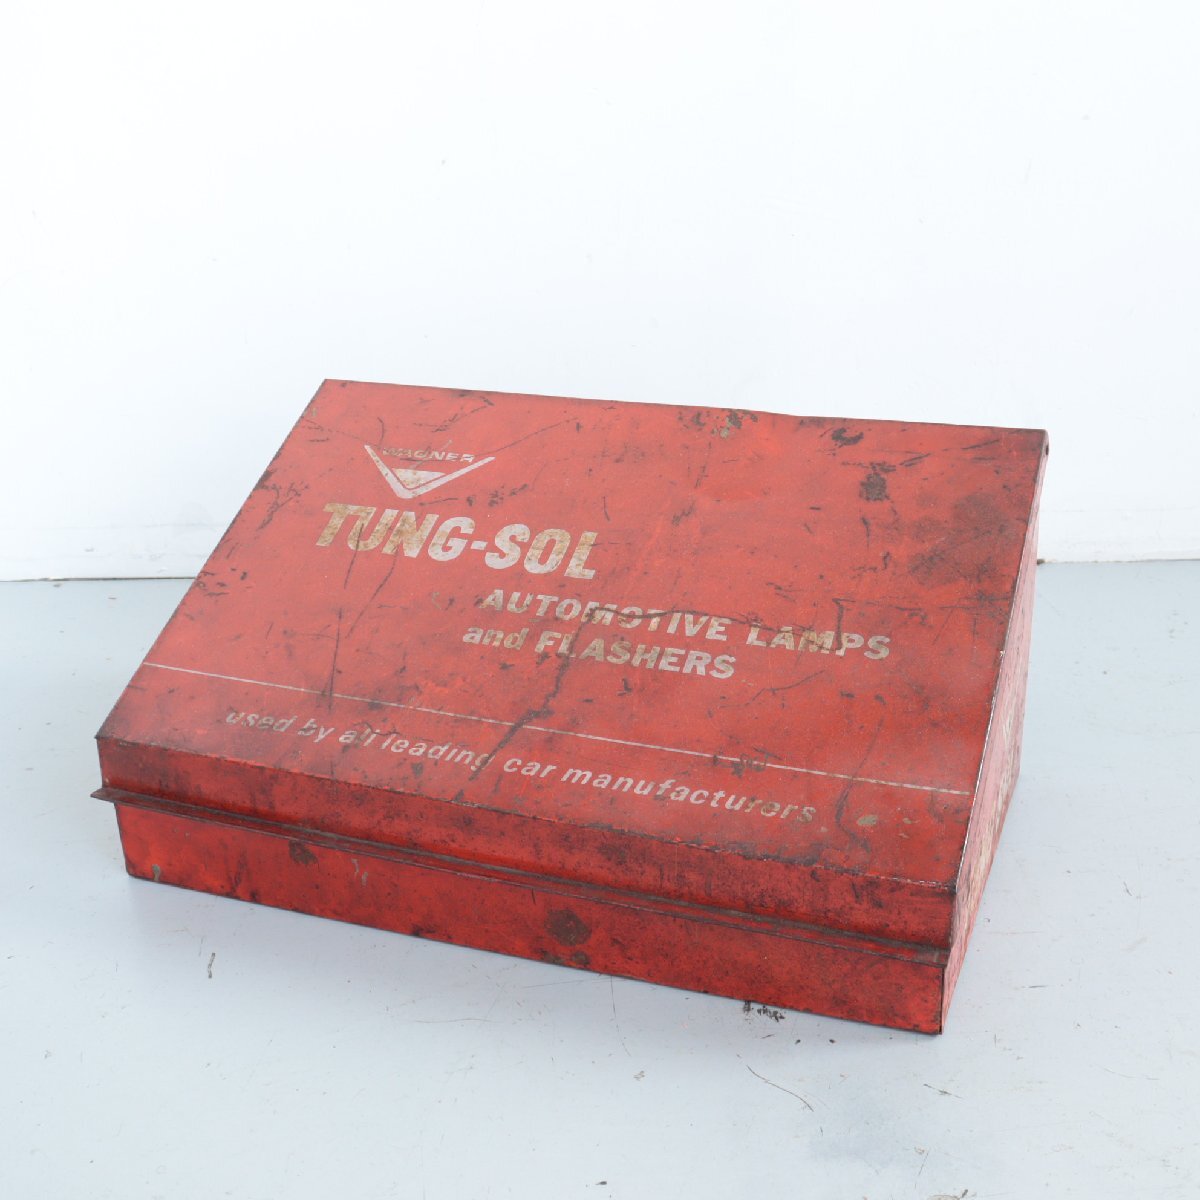 WAGNER
TUNG-SOL
AUTOMOTIVE LAMPS
and FLASHERS
used by all leading car manufacturers